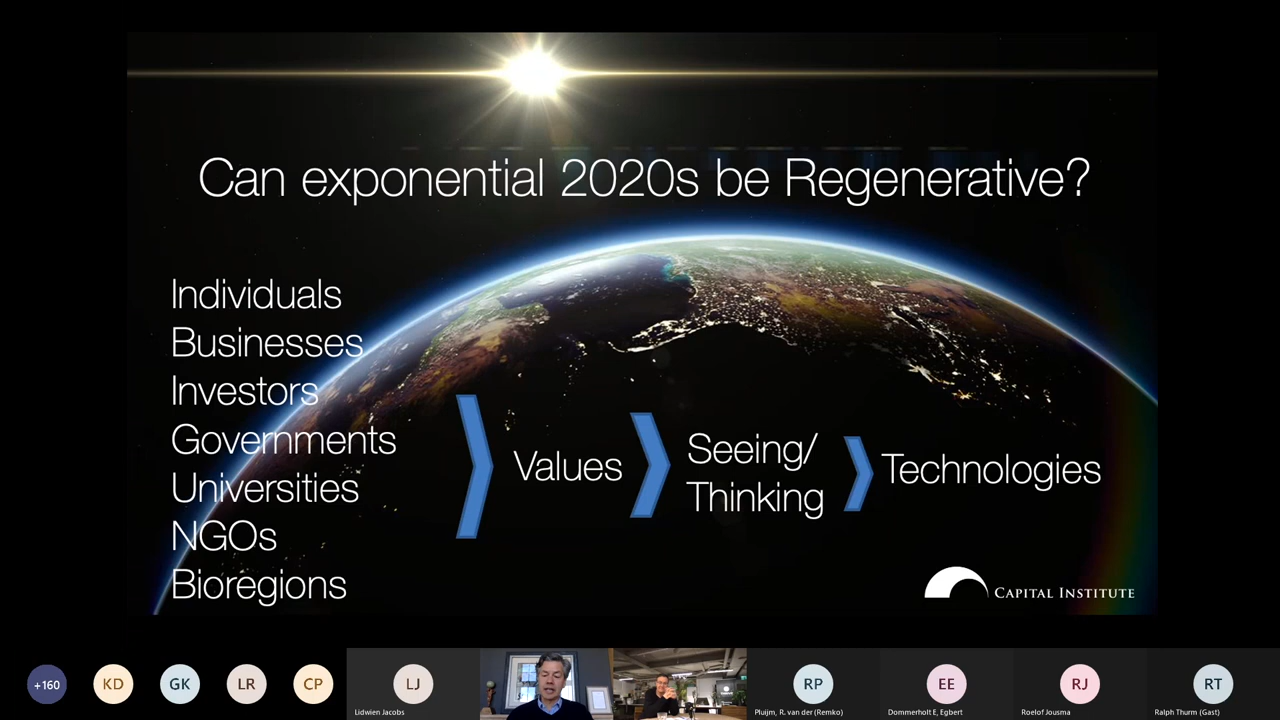 Can exponential 2020s be Regenerative?
Individuals
Businesses
Investors
Governments
Universities
NGOs
Bioregions
Values
Seeing/
Thinking
Technologies
CAPITAL INSTITUTE
+160
KD
GK
LR
CP
LJ
Lidwien Jacobs
RP
Pluijm, R. van der (Remko)
EE
Dommerholt E, Egbert
RJ
Roelof Jousma
RT
Ralph Thurm (Gast)